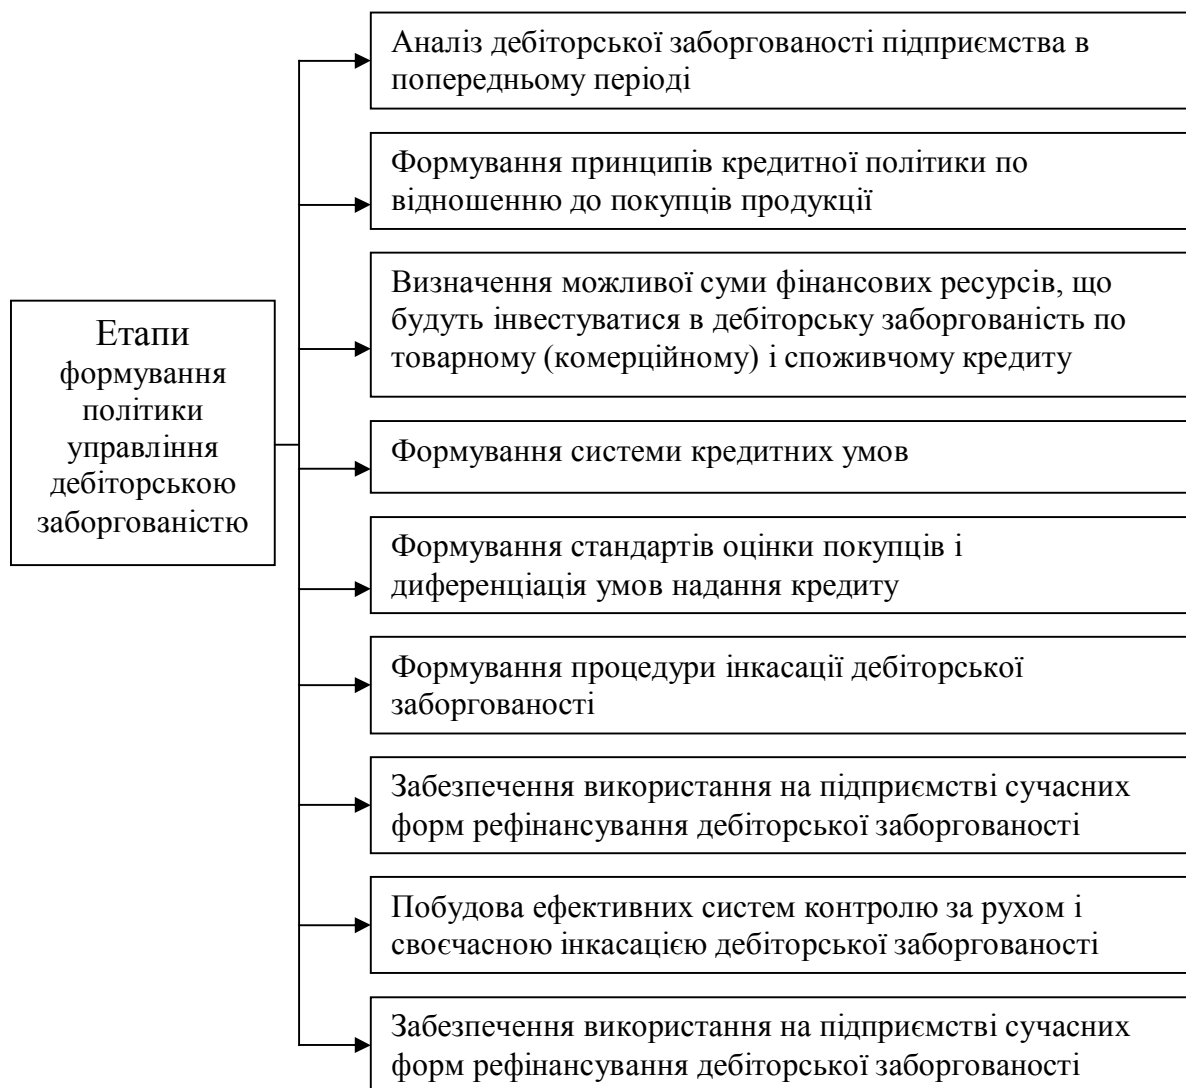 Етапи
формування
політики
управління
дебіторською
заборгованістю
Аналіз дебіторської заборгованості підприємства в
попередньому періоді
Формування принципів кредитної політики по
відношенню до покупців продукції
Визначення можливої суми фінансових ресурсів, що
будуть інвестуватися в дебіторську заборгованість по
товарному (комерційному) і споживчому кредиту
Формування системи кредитних умов
Формування стандартів оцінки покупців і
диференціація умов надання кредиту
Формування процедури інкасації дебіторської
заборгованості
Забезпечення використання на підприємстві сучасних
форм рефінансування дебіторської заборгованості
Побудова ефективних систем контролю за рухом і
своєчасною інкасацією дебіторської заборгованості
Забезпечення використання на підприємстві сучасних
форм рефінансування дебіторської заборгованості